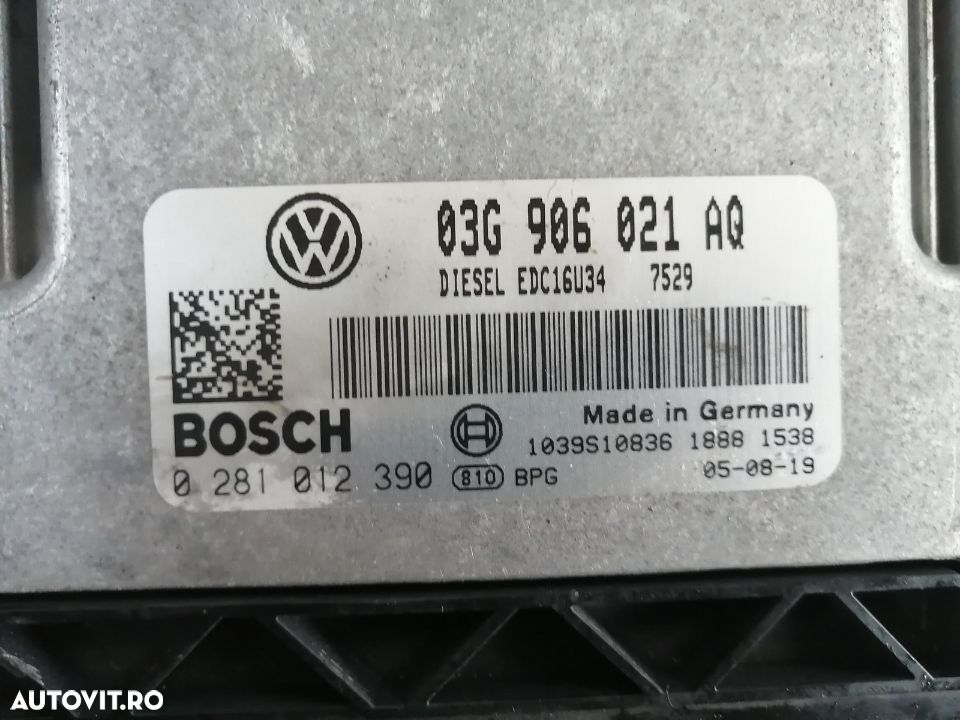 03G 906 021 AQ
DIESEL EDC16U34 7529
BOSCH
Made in Germany
1039S10836 1888 1538
0 281 012 390 810 BPG 05-08-19
AUTOVIT.RO